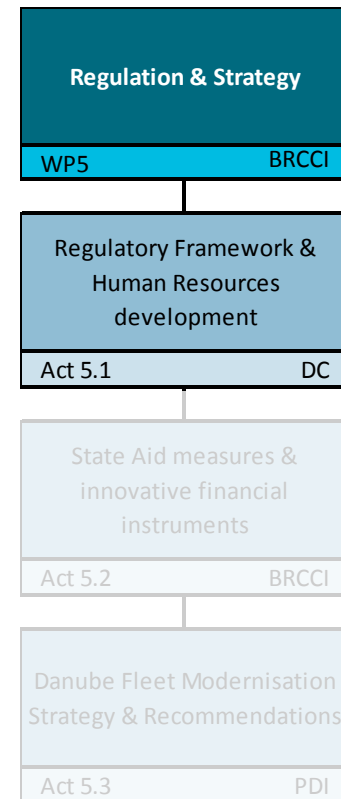 Regulation & Strategy
WP5 BRCCI
Regulatory Framework &
Human Resources
development
Act 5.1 DC
State Aid measures &
innovative financial
instruments
Act 5.2 BRCCI
Danube Fleet Modernisation
Strategy & Recommendations
Act 5.3 PDI